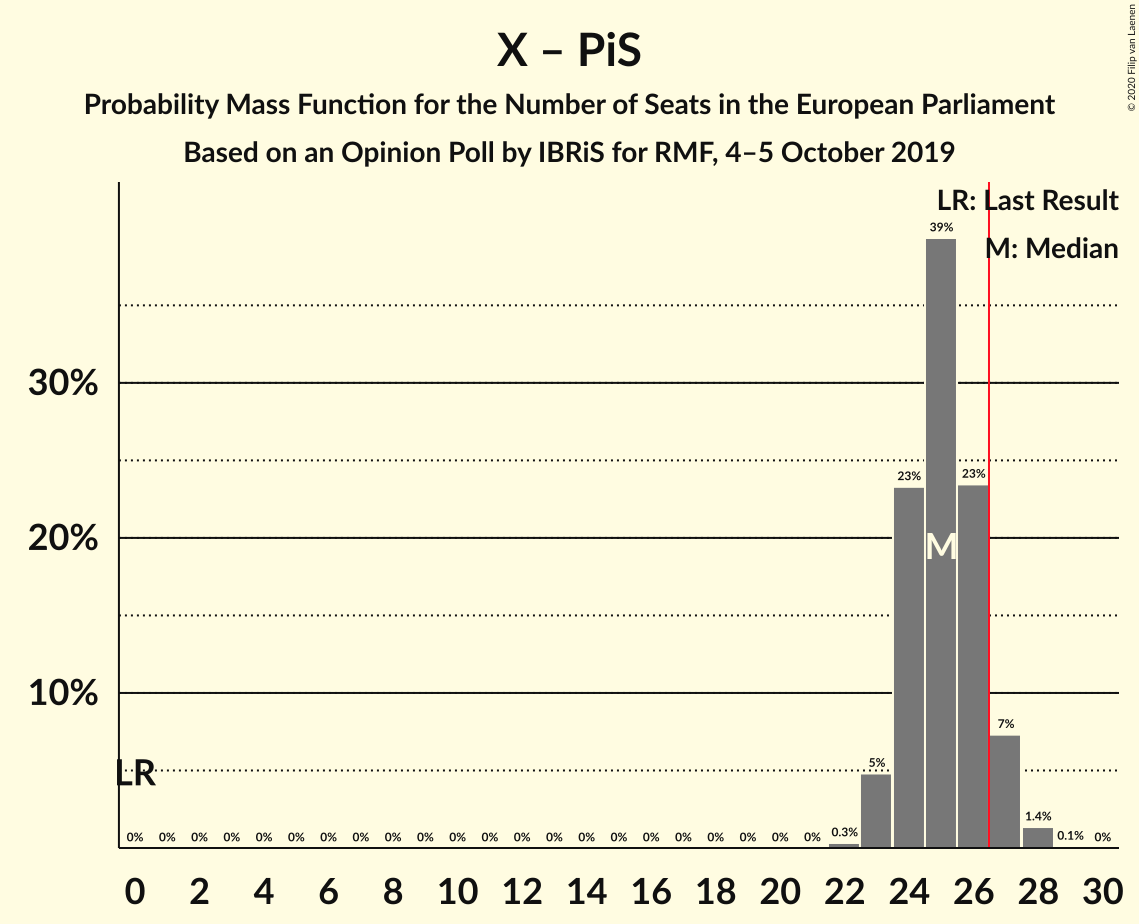 X – PiS
Probability Mass Function for the Number of Seats in the European Parliament
Based on an Opinion Poll by IBRiS for RMF, 4–5 October 2019
© 2020 Filip van Laenen
LR: Last Result
M: Median
39%
30%
23% 23%
20%
M
10%
7%
5%
LR
1.4%
0% 0% 0% 0% 0% 0% 0% 0% 0% 0% 0% 0% 0% 0% 0% 0% 0% 0% 0% 0% 0% 0% 0.3% 0.1% 0%
0 2 4 6 8 10 12 14 16 18 20 22 24 26 28 30